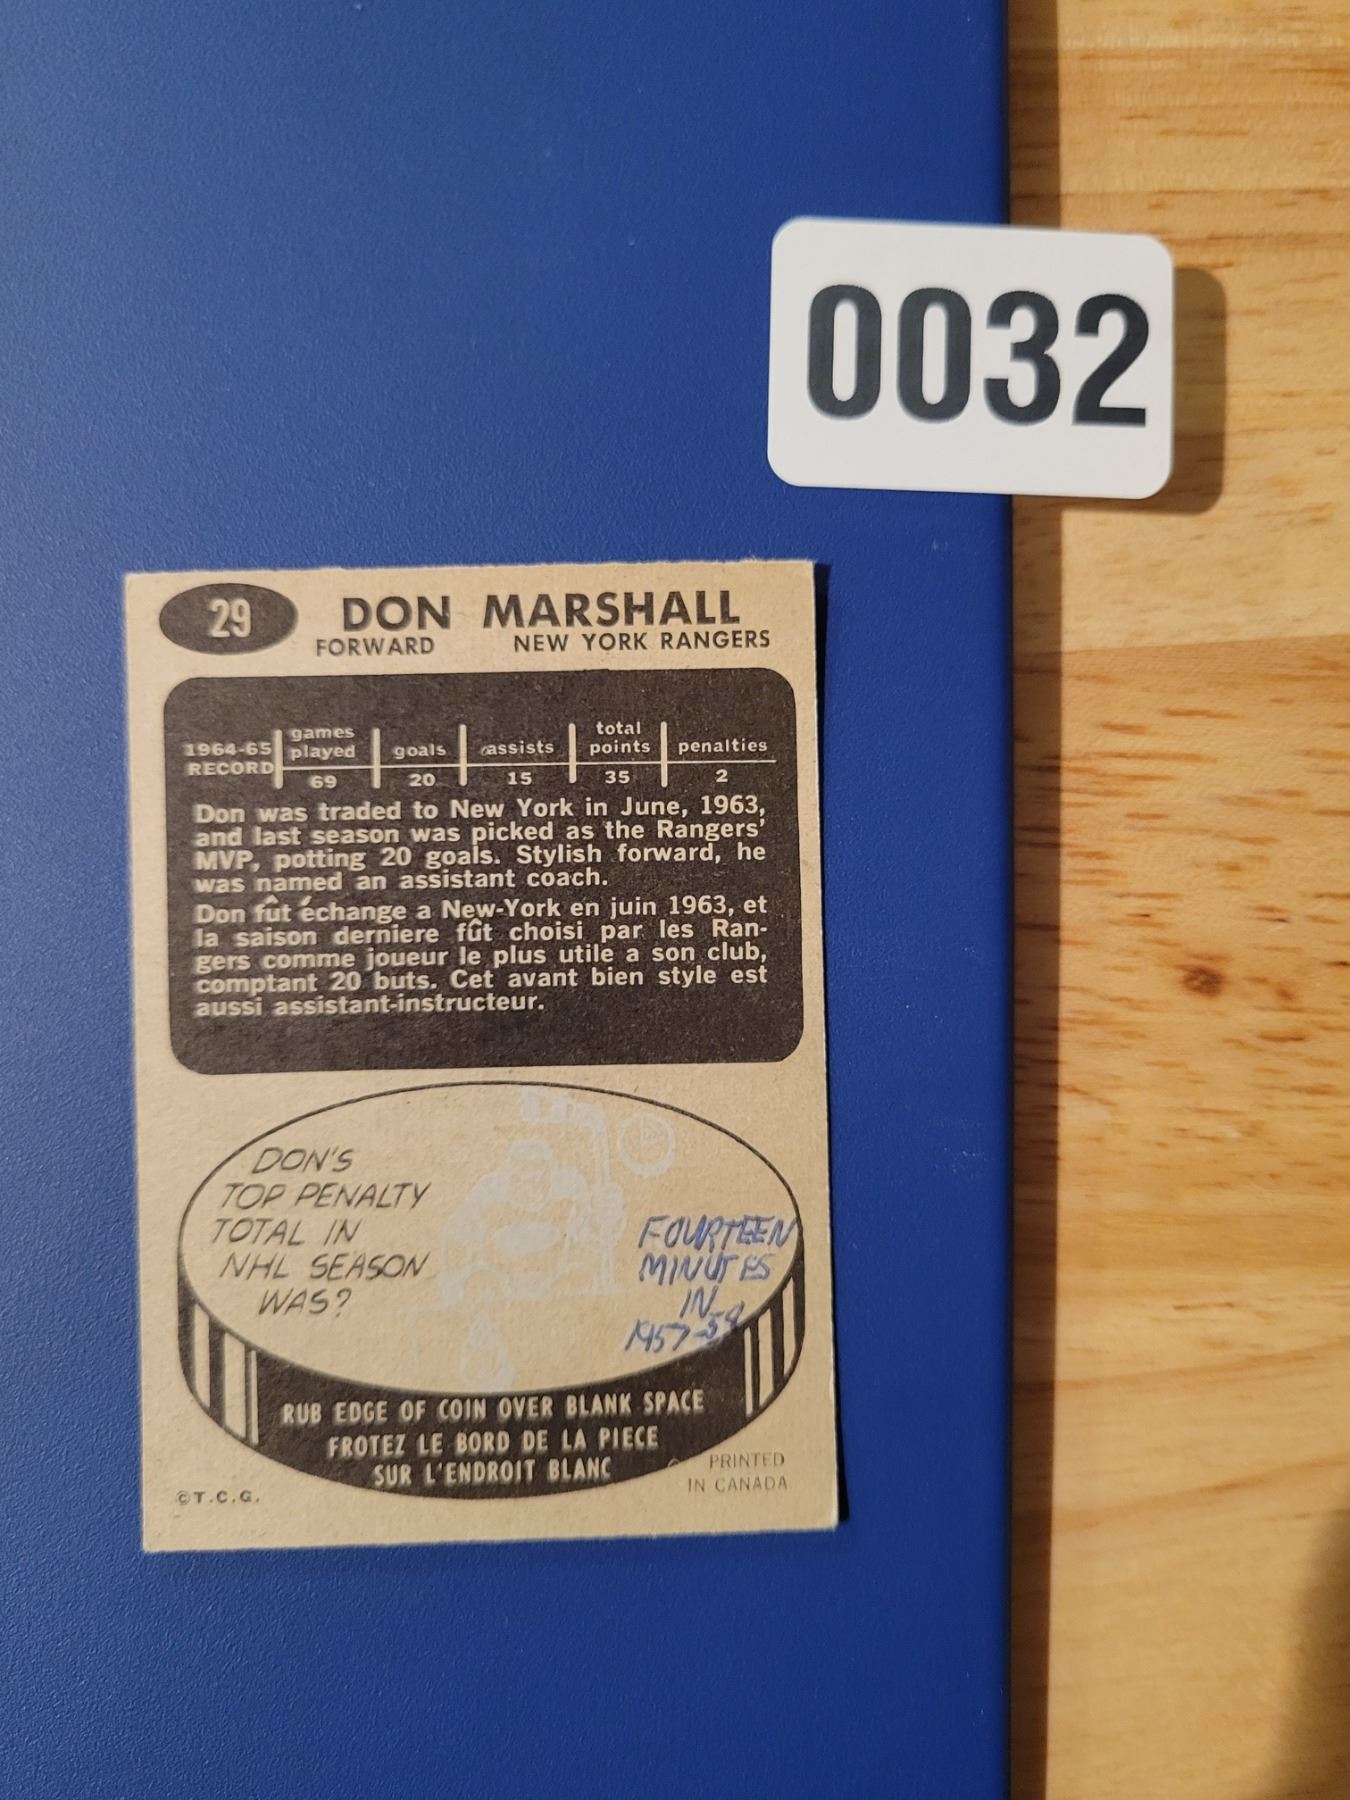 0032
29 DON MARSHALL
FORWARD NEW YORK RANGERS
1964-65 RECORD games played goals assists total points penalties
69 20 15 35 2
Don was traded to New York in June, 1963,
and last season was picked as the Rangers'
MVP, potting 20 goals. Stylish forward, he
was named an assistant coach.
Don fût échange a New-York en juin 1963, et
la saison derniere fût choisi par les Ran-
gers comme joueur le plus utile a son club,
comptant 20 buts. Cet avant bien style est
aussi assistant-instructeur.
DON'S
TOP PENALTY
TOTAL IN
NHL SEASON
WAS?
FOURTEEN
MINUTES
IN
RUB EDGE OF COIN OVER BLANK SPACE
FROTEZ LE BORD DE LA PIECE
SUR L'ENDROIT BLANC
©T.C.G.
PRINTED
IN CANADA